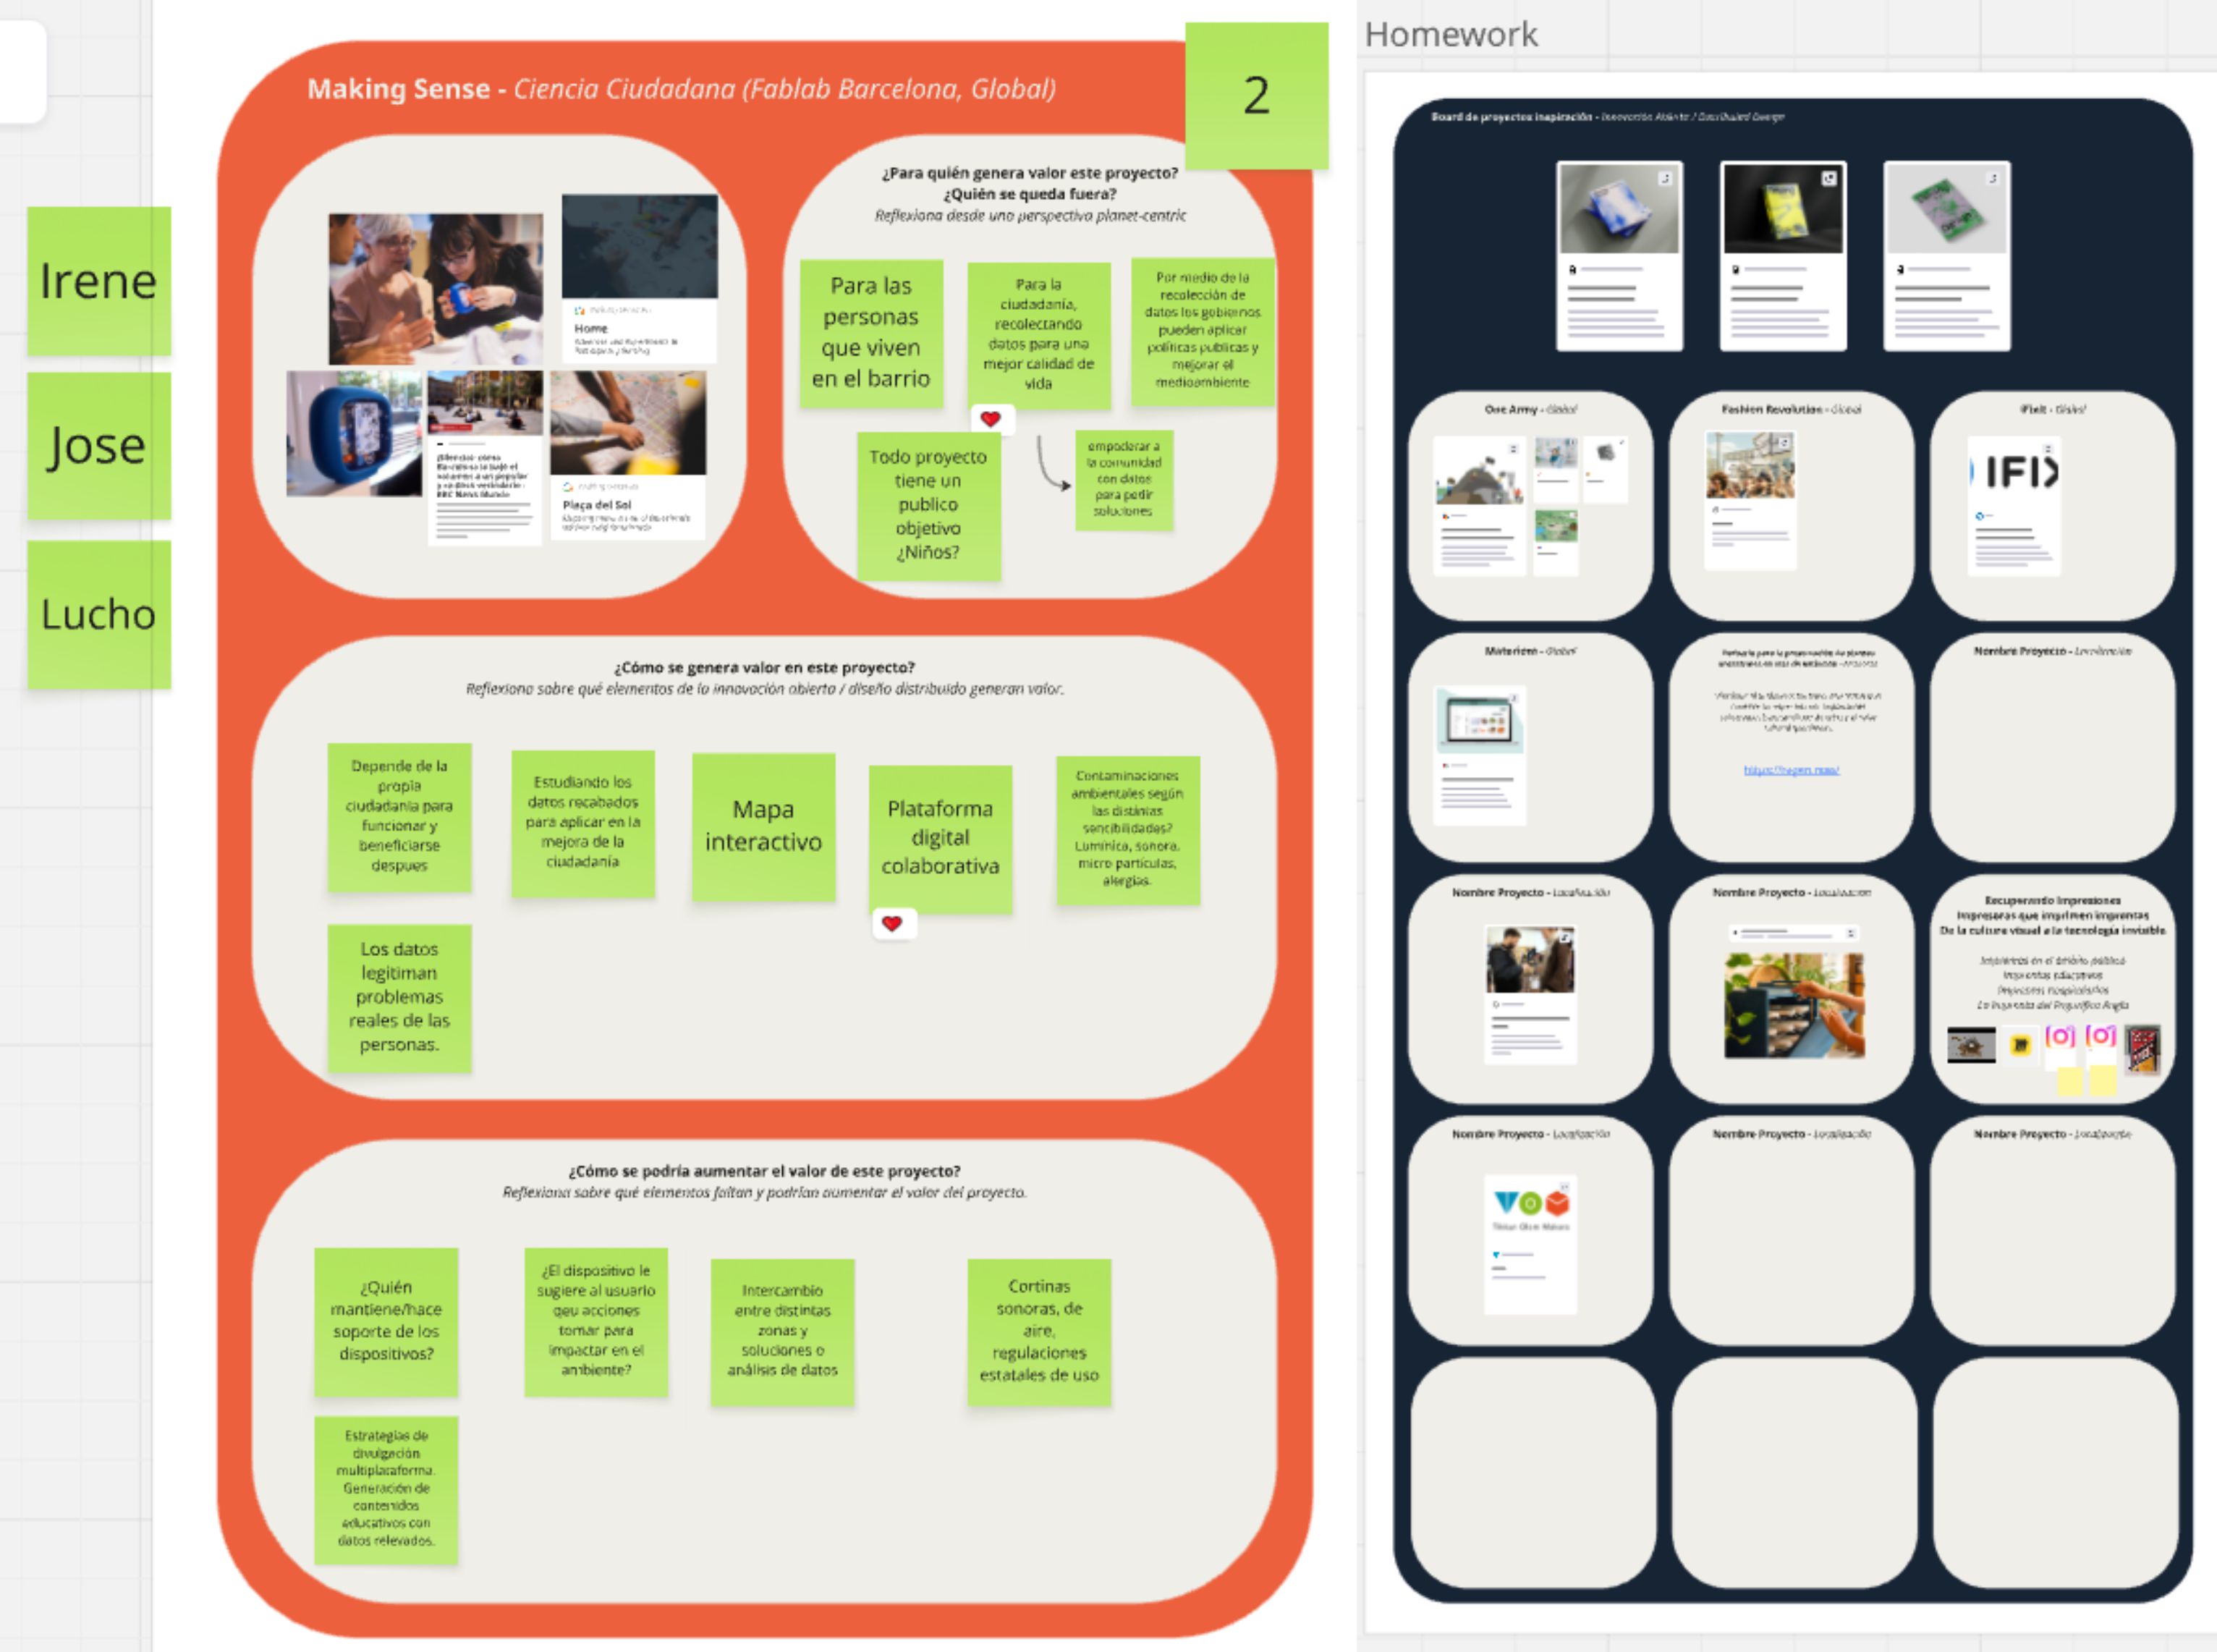 Irene
Jose
Lucho
Making Sense - Ciencia Ciudadana (Fablab Barcelona, Global)
2
Home
Plaça del Sol
¿Para quién genera valor este proyecto?
¿Quién se queda fuera?
Reflexiona desde una perspectiva planet-centric
Para las
personas
que viven
en el barrio
Para la
ciudadanía,
recolectando
datos para una
mejor calidad de
vida
Por medio de la
recolección de
datos los gobiernos
pueden aplicar
políticas publicas y
mejorar el
medioambiente
Todo proyecto
tiene un
publico
objetivo
¿Niños?
empoderar a
la comunidad
con datos
para pedir
soluciones
¿Cómo se genera valor en este proyecto?
Reflexiona sobre qué elementos de la innovación abierta / diseño distribuido generan valor.
Depende de la
propia
ciudadania para
funcionar y
beneficiarse
despues
Estudiando los
datos recabados
para aplicar en la
mejora de la
ciudadanía
Mapa
interactivo
Plataforma
digital
colaborativa
Contaminaciones
ambientales según
las distintas
sencibilidades?
Lumínica, sonora,
micro partículas,
alergias.
Los datos
legitiman
problemas
reales de las
personas.
¿Cómo se podría aumentar el valor de este proyecto?
Reflexiona sobre qué elementos faltan y podrían aumentar el valor del proyecto.
¿Quién
mantiene/hace
soporte de los
dispositivos?
¿El dispositivo le
sugiere al usuario
qeu acciones
tomar para
impactar en el
ambiente?
Intercambio
entre distintas
zonas y
soluciones o
análisis de datos
Cortinas
sonoras, de
aire,
regulaciones
estatales de uso
Estrategias de
divulgación
multiplataforma.
Generación de
contenidos
educativos con
datos relevados.
Homework
Board de proyectos inspiración - Innovación Abierta / Distributed Design
One Army - Global
Fashion Revolution - Global
iFixit - Global
IFIX
Materiom - Global
Nombre Proyecto - Localización
Nombre Proyecto - Localización
Nombre Proyecto - Localización
Recuperando Impresiones
Impresoras que imprimen imprentas
De la cultura visual a la tecnología invisible
Nombre Proyecto - Localización
Tikkun Olam Makers
Nombre Proyecto - Localización
Nombre Proyecto - Localización